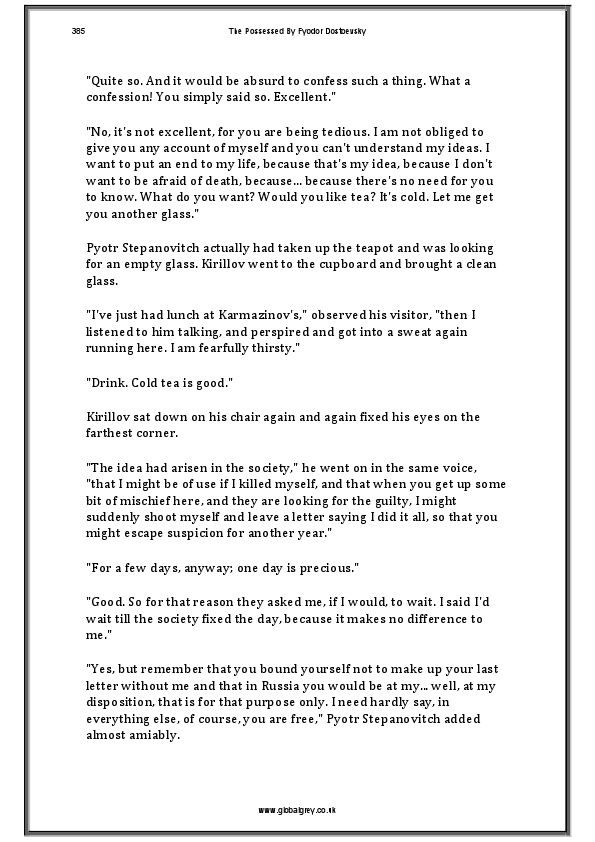 385
The Possessed By Fyodor Dostoevsky
"Quite so. And it would be absurd to confess such a thing. What a
confession! You simply said so. Excellent."
"No, it's not excellent, for you are being tedious. I am not obliged to
give you any account of myself and you can't understand my ideas. I
want to put an end to my life, because that's my idea, because I don't
want to be afraid of death, because... because there's no need for you
to know. What do you want? Would you like tea? It's cold. Let me get
you another glass."
Pyotr Stepanovitch actually had taken up the teapot and was looking
for an empty glass. Kirillov went to the cupboard and brought a clean
glass.
"I've just had lunch at Karmazinov's," observed his visitor, "then I
listened to him talking, and perspired and got into a sweat again
running here. I am fearfully thirsty."
"Drink. Cold tea is good."
Kirillov sat down on his chair again and again fixed his eyes on the
farthest corner.
"The idea had arisen in the society," he went on in the same voice,
"that I might be of use if I killed myself, and that when you get up some
bit of mischief here, and they are looking for the guilty, I might
suddenly shoot myself and leave a letter saying I did it all, so that you
might escape suspicion for another year."
"For a few days, anyway; one day is precious."
"Good. So for that reason they asked me, if I would, to wait. I said I'd
wait till the society fixed the day, because it makes no difference to
me."
"Yes, but remember that you bound yourself not to make up your last
letter without me and that in Russia you would be at my... well, at my
disposition, that is for that purpose only. I need hardly say, in
everything else, of course, you are free," Pyotr Stepanovitch added
almost amiably.
www.globalgrey.co.uk